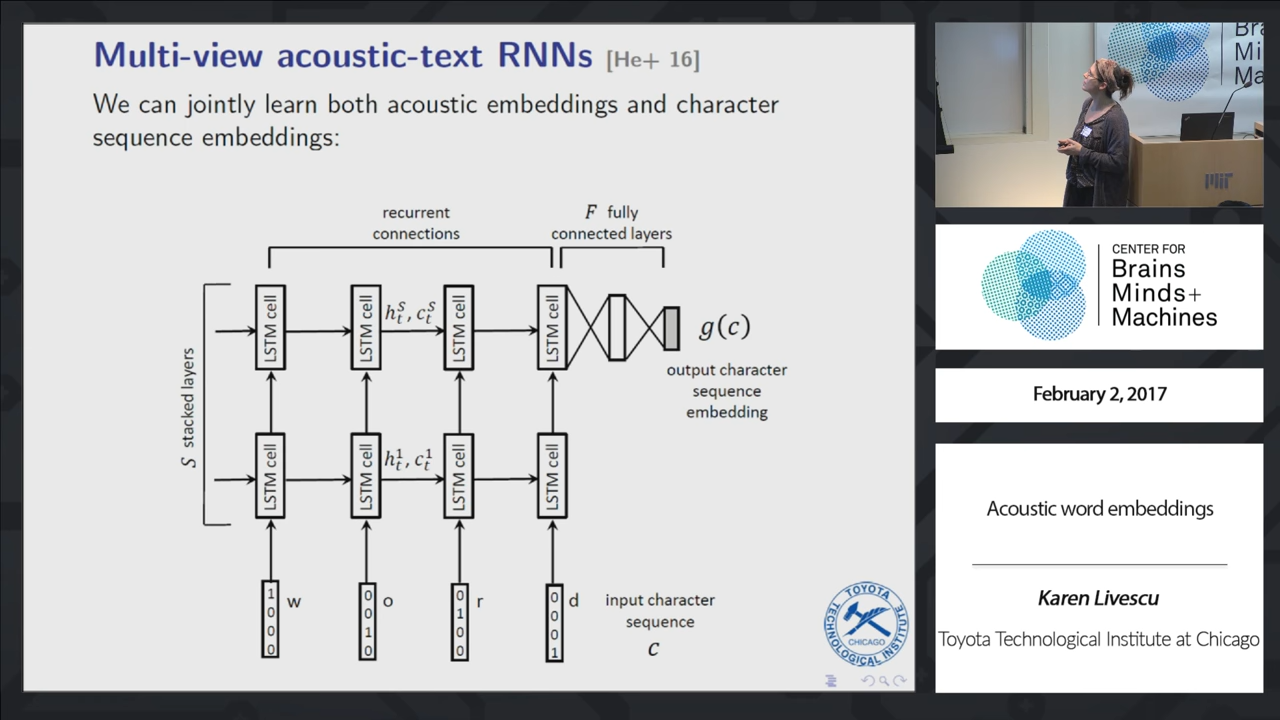 Multi-view acoustic-text RNNs [He+ 16]
We can jointly learn both acoustic embeddings and character
sequence embeddings:
recurrent
connections
F fully
connected layers
S stacked layers
LSTM cell
LSTM cell
h_t^S, c_t^S
LSTM cell
LSTM cell
g(c)
output character
sequence
embedding
LSTM cell
LSTM cell
h_t^1, c_t^1
LSTM cell
LSTM cell
1
0
0
0
w
0
0
1
0
o
0
1
0
0
r
0
0
0
1
d
input character
sequence
c
TOYOTA
TECHNOLOGICAL INSTITUTE
CHICAGO
Bra
Mi
Ma
MIT
CENTER FOR
Brains
Minds+
Machines
February 2, 2017
Acoustic word embeddings
Karen Livescu
Toyota Technological Institute at Chicago